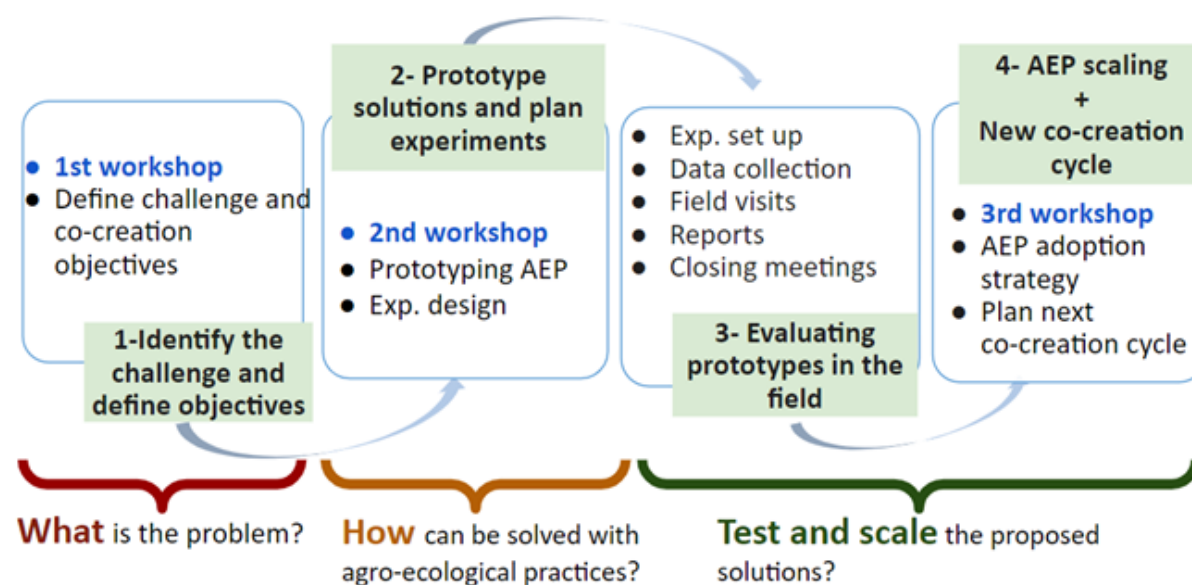 1st workshop
Define challenge and
co-creation
objectives
1-Identify the
challenge and
define objectives
2- Prototype
solutions and plan
experiments
2nd workshop
Prototyping AEP
Exp. design
Exp. set up
Data collection
Field visits
Reports
Closing meetings
3- Evaluating
prototypes in the
field
4- AEP scaling
+
New co-creation
cycle
3rd workshop
AEP adoption
strategy
Plan next
co-creation cycle
What is the problem?
How can be solved with
agro-ecological practices?
Test and scale the proposed
solutions?